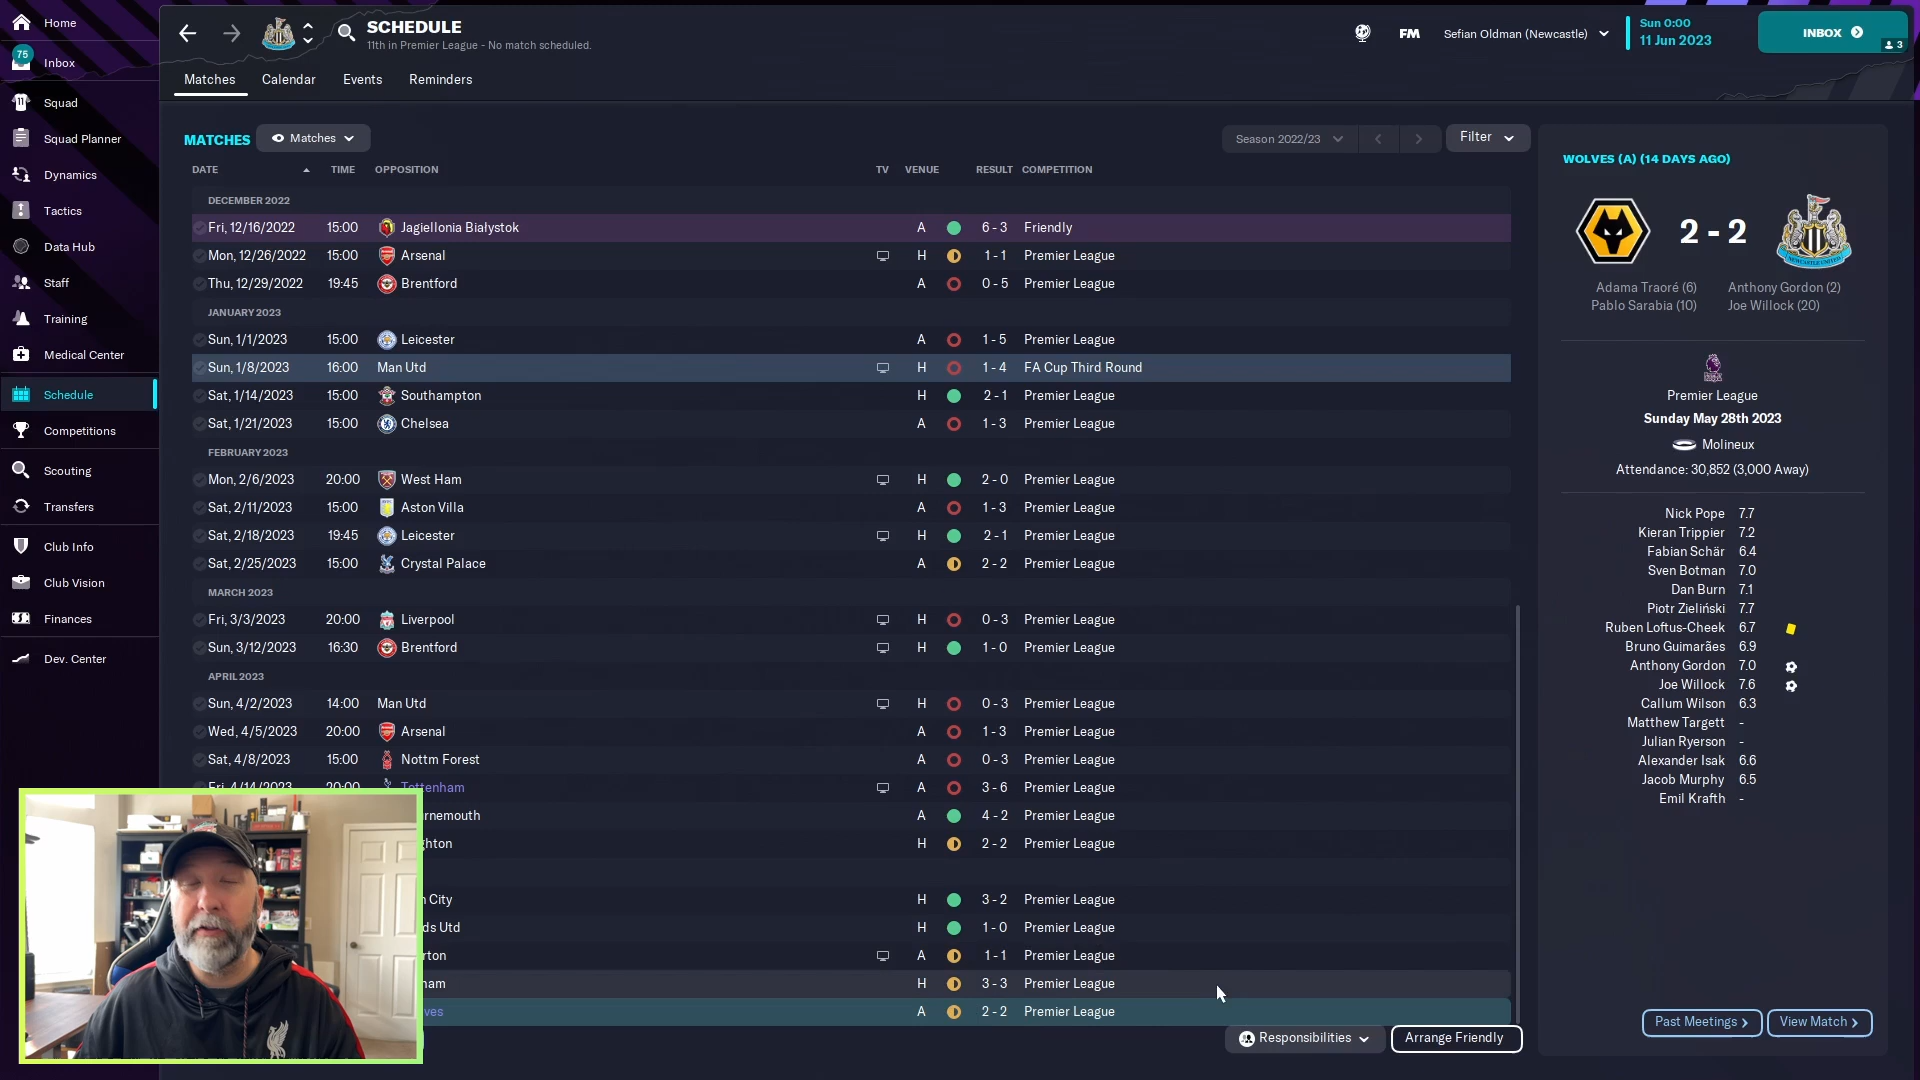 Home
75
Inbox
Squad
Squad Planner
Dynamics
Tactics
Data Hub
Staff
Training
Medical Center
Schedule
Competitions
Scouting
Transfers
Club Info
Club Vision
Finances
Dev. Center
SCHEDULE
11th in Premier League - No match scheduled.
FM
Sefian Oldman (Newcastle)
Sun 0:00
11 Jun 2023
INBOX
3
Matches Calendar Events Reminders
MATCHES Matches Season 2022/23 Filter
DATE TIME OPPOSITION TV VENUE RESULT COMPETITION
DECEMBER 2022
Fri, 12/16/2022 15:00 Jagiellonia Białystok A 6 - 3 Friendly
Mon, 12/26/2022 15:00 Arsenal H 1 - 1 Premier League
Thu, 12/29/2022 19:45 Brentford A 0 - 5 Premier League
JANUARY 2023
Sun, 1/1/2023 15:00 Leicester A 1 - 5 Premier League
Sun, 1/8/2023 16:00 Man Utd H 1 - 4 FA Cup Third Round
Sat, 1/14/2023 15:00 Southampton H 2 - 1 Premier League
Sat, 1/21/2023 15:00 Chelsea A 1 - 3 Premier League
FEBRUARY 2023
Mon, 2/6/2023 20:00 West Ham H 2 - 0 Premier League
Sat, 2/11/2023 15:00 Aston Villa A 1 - 3 Premier League
Sat, 2/18/2023 19:45 Leicester H 2 - 1 Premier League
Sat, 2/25/2023 15:00 Crystal Palace A 2 - 2 Premier League
MARCH 2023
Fri, 3/3/2023 20:00 Liverpool H 0 - 3 Premier League
Sun, 3/12/2023 16:30 Brentford H 1 - 0 Premier League
APRIL 2023
Sun, 4/2/2023 14:00 Man Utd H 0 - 3 Premier League
Wed, 4/5/2023 20:00 Arsenal A 1 - 3 Premier League
Sat, 4/8/2023 15:00 Nottm Forest A 0 - 3 Premier League
Fri, 4/14/2023 20:00 Tottenham A 3 - 6 Premier League
rnemouth A 4 - 2 Premier League
hton H 2 - 2 Premier League
City H 3 - 2 Premier League
ds Utd H 1 - 0 Premier League
rton A 1 - 1 Premier League
ham H 3 - 3 Premier League
ves A 2 - 2 Premier League
Responsibilities Arrange Friendly
WOLVES (A) (14 DAYS AGO)
2 - 2
Adama Traoré (6) Anthony Gordon (2)
Pablo Sarabia (10) Joe Willock (20)
Premier League
Sunday May 28th 2023
Molineux
Attendance: 30,852 (3,000 Away)
Nick Pope 7.7
Kieran Trippier 7.2
Fabian Schär 6.4
Sven Botman 7.0
Dan Burn 7.1
Piotr Zieliński 7.7
Ruben Loftus-Cheek 6.7
Bruno Guimarães 6.9
Anthony Gordon 7.0
Joe Willock 7.6
Callum Wilson 6.3
Matthew Targett -
Julian Ryerson -
Alexander Isak 6.6
Jacob Murphy 6.5
Emil Krafth -
Past Meetings View Match